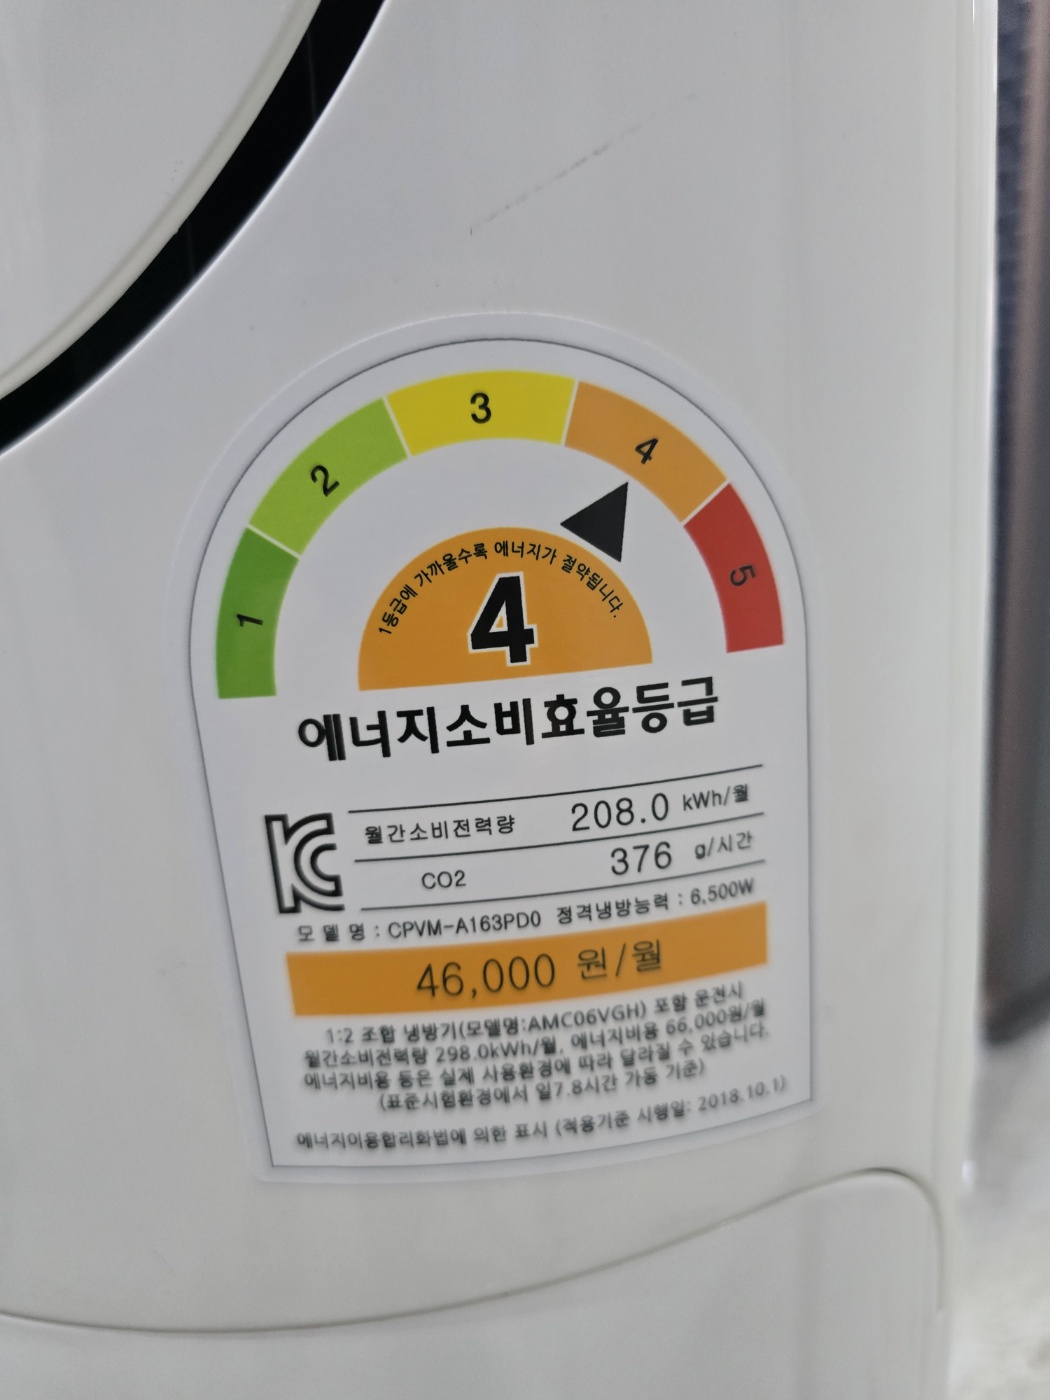 1 2 3 4 5
1등급에 가까울수록 에너지가 절약됩니다.
4
에너지소비효율등급
월간소비전력량 208.0 kWh/월
CO2 376 g/시간
모 델 명 : CPVM-A163PD0 정격냉방능력 : 6,500W
46,000 원/월
1:2 조합 냉방기(모델명:AMC06VGH) 포함 운전시
월간소비전력량 298.0kWh/월, 에너지비용 66,000원/월
에너지비용 등은 실제 사용환경에 따라 달라질 수 있습니다.
(표준시험환경에서 일7.8시간 가동 기준)
에너지이용합리화법에 의한 표시 (적용기준 시행일: 2018.10.1)